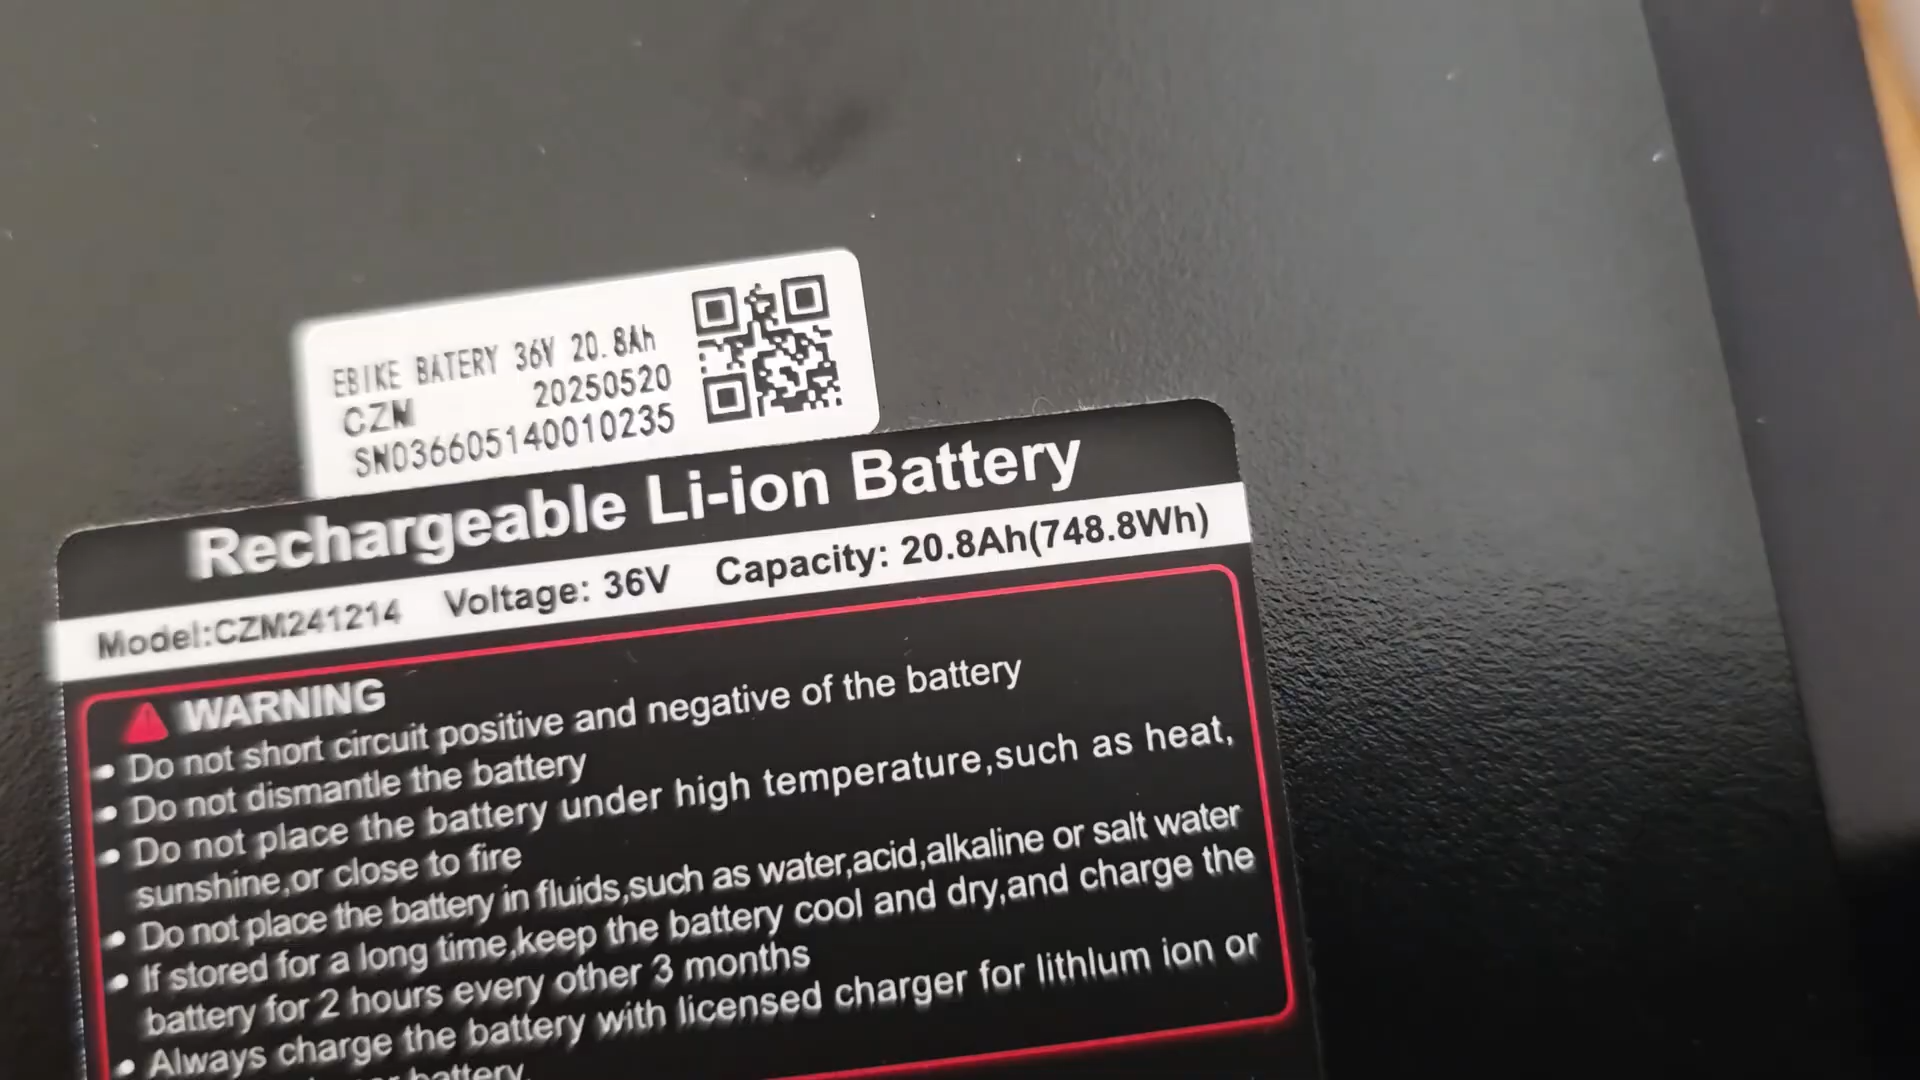 EBIKE BATERY 36V 20.8Ah
CZM 20250520
SN036605140010235
Rechargeable Li-ion Battery
Model:CZM241214 Voltage: 36V Capacity: 20.8Ah(748.8Wh)
WARNING
• Do not short circuit positive and negative of the battery
• Do not dismantle the battery
• Do not place the battery under high temperature,such as heat,
sunshine,or close to fire
• Do not place the battery in fluids,such as water,acid,alkaline or salt water
• If stored for a long time,keep the battery cool and dry,and charge the
battery for 2 hours every other 3 months
• Always charge the battery with licensed charger for lithlum ion or
battery.